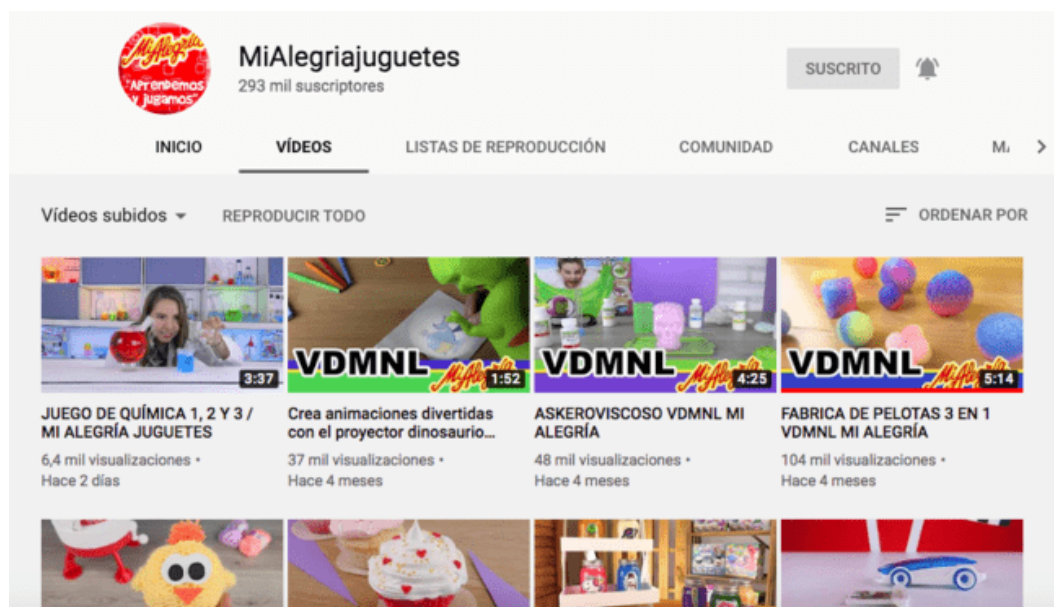 Mi Alegría
"Aprendemos
y jugamos"
MiAlegriajuguetes
293 mil suscriptores
SUSCRITO
INICIO
VÍDEOS
LISTAS DE REPRODUCCIÓN
COMUNIDAD
CANALES
Vídeos subidos
REPRODUCIR TODO
ORDENAR POR
3:37
VDMNL
1:52
VDMNL
4:25
VDMNL
5:14
JUEGO DE QUÍMICA 1, 2 Y 3 /
MI ALEGRÍA JUGUETES
6,4 mil visualizaciones •
Hace 2 días
Crea animaciones divertidas
con el proyector dinosaurio...
37 mil visualizaciones •
Hace 4 meses
ASKEROVISCOSO VDMNL MI
ALEGRÍA
48 mil visualizaciones •
Hace 4 meses
FABRICA DE PELOTAS 3 EN 1
VDMNL MI ALEGRÍA
104 mil visualizaciones •
Hace 4 meses